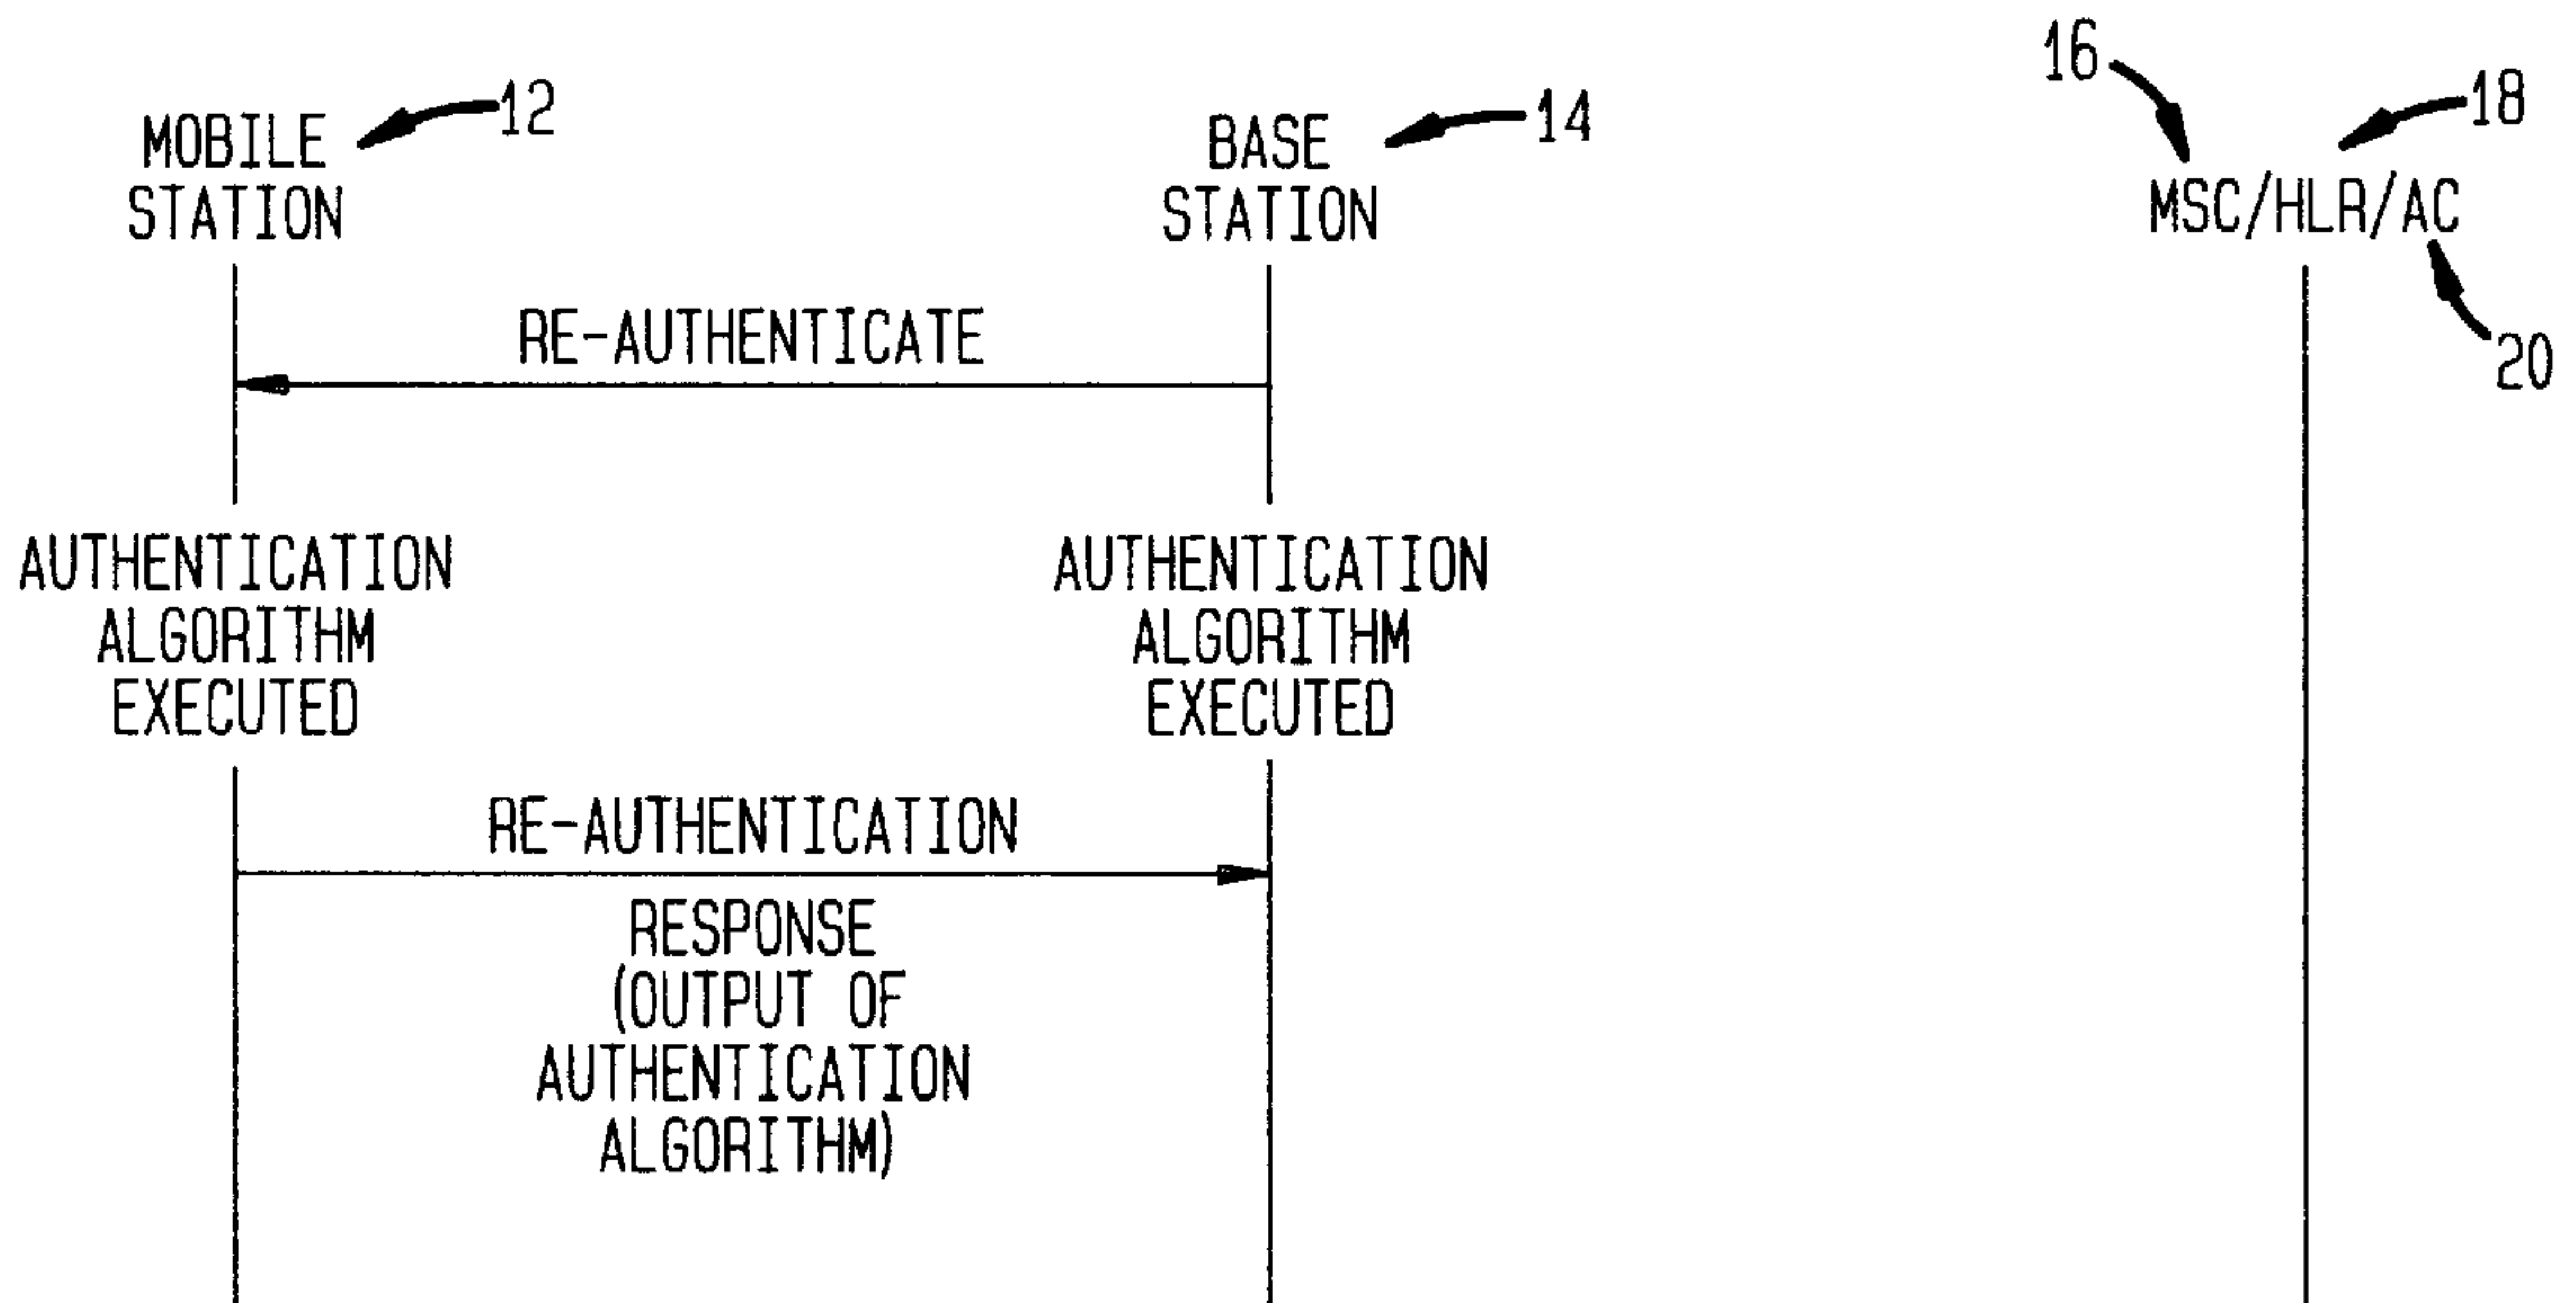 16
12
18
14
MOBILE
STATION
BASE
STATION
MSC/HLR/AC
20
RE-AUTHENTICATE
AUTHENTICATION
ALGORITHM
EXECUTED
AUTHENTICATION
ALGORITHM
EXECUTED
RE-AUTHENTICATION
RESPONSE
(OUTPUT OF
AUTHENTICATION
ALGORITHM)